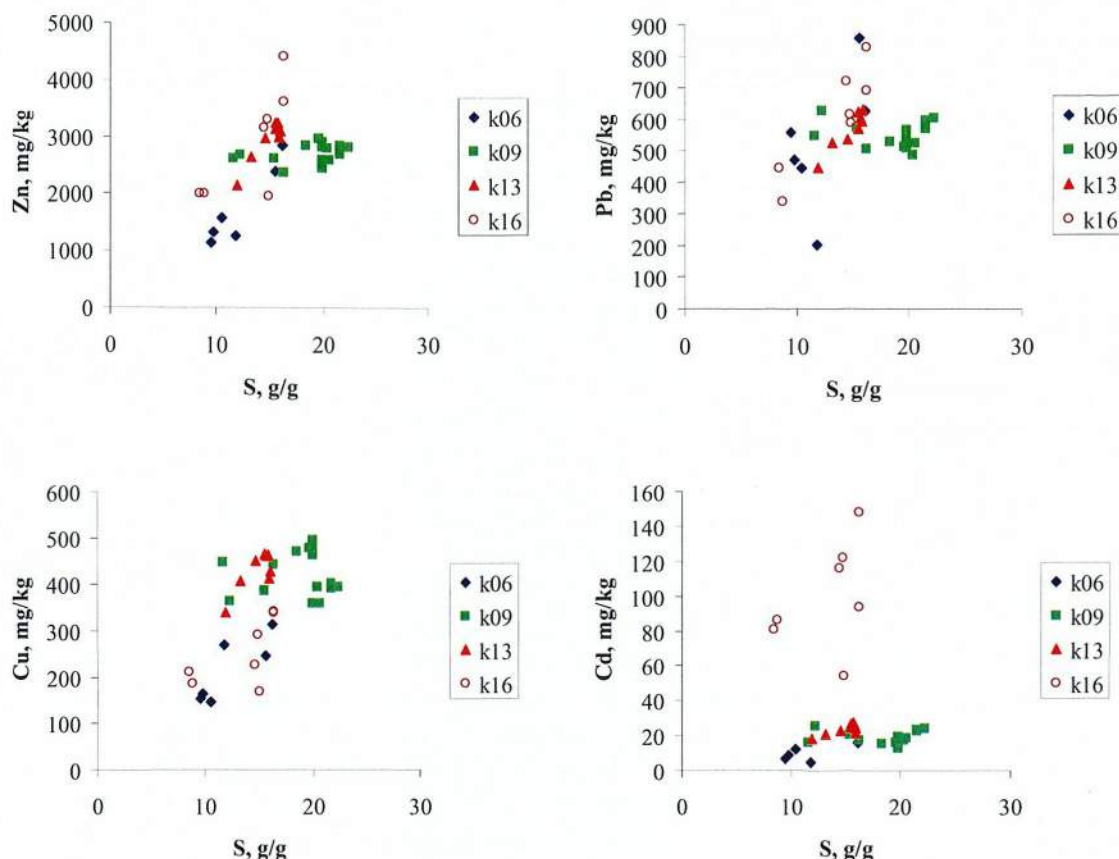 5000
4000
3000
2000
1000
0
Zn, mg/kg
0 10 20 30
S, g/g
k06
k09
k13
k16
900
800
700
600
500
400
300
200
100
0
Pb, mg/kg
0 10 20 30
S, g/g
k06
k09
k13
k16
600
500
400
300
200
100
0
Cu, mg/kg
0 10 20 30
S, g/g
k06
k09
k13
k16
160
140
120
100
80
60
40
20
0
Cd, mg/kg
0 10 20 30
S, g/g
k06
k09
k13
k16